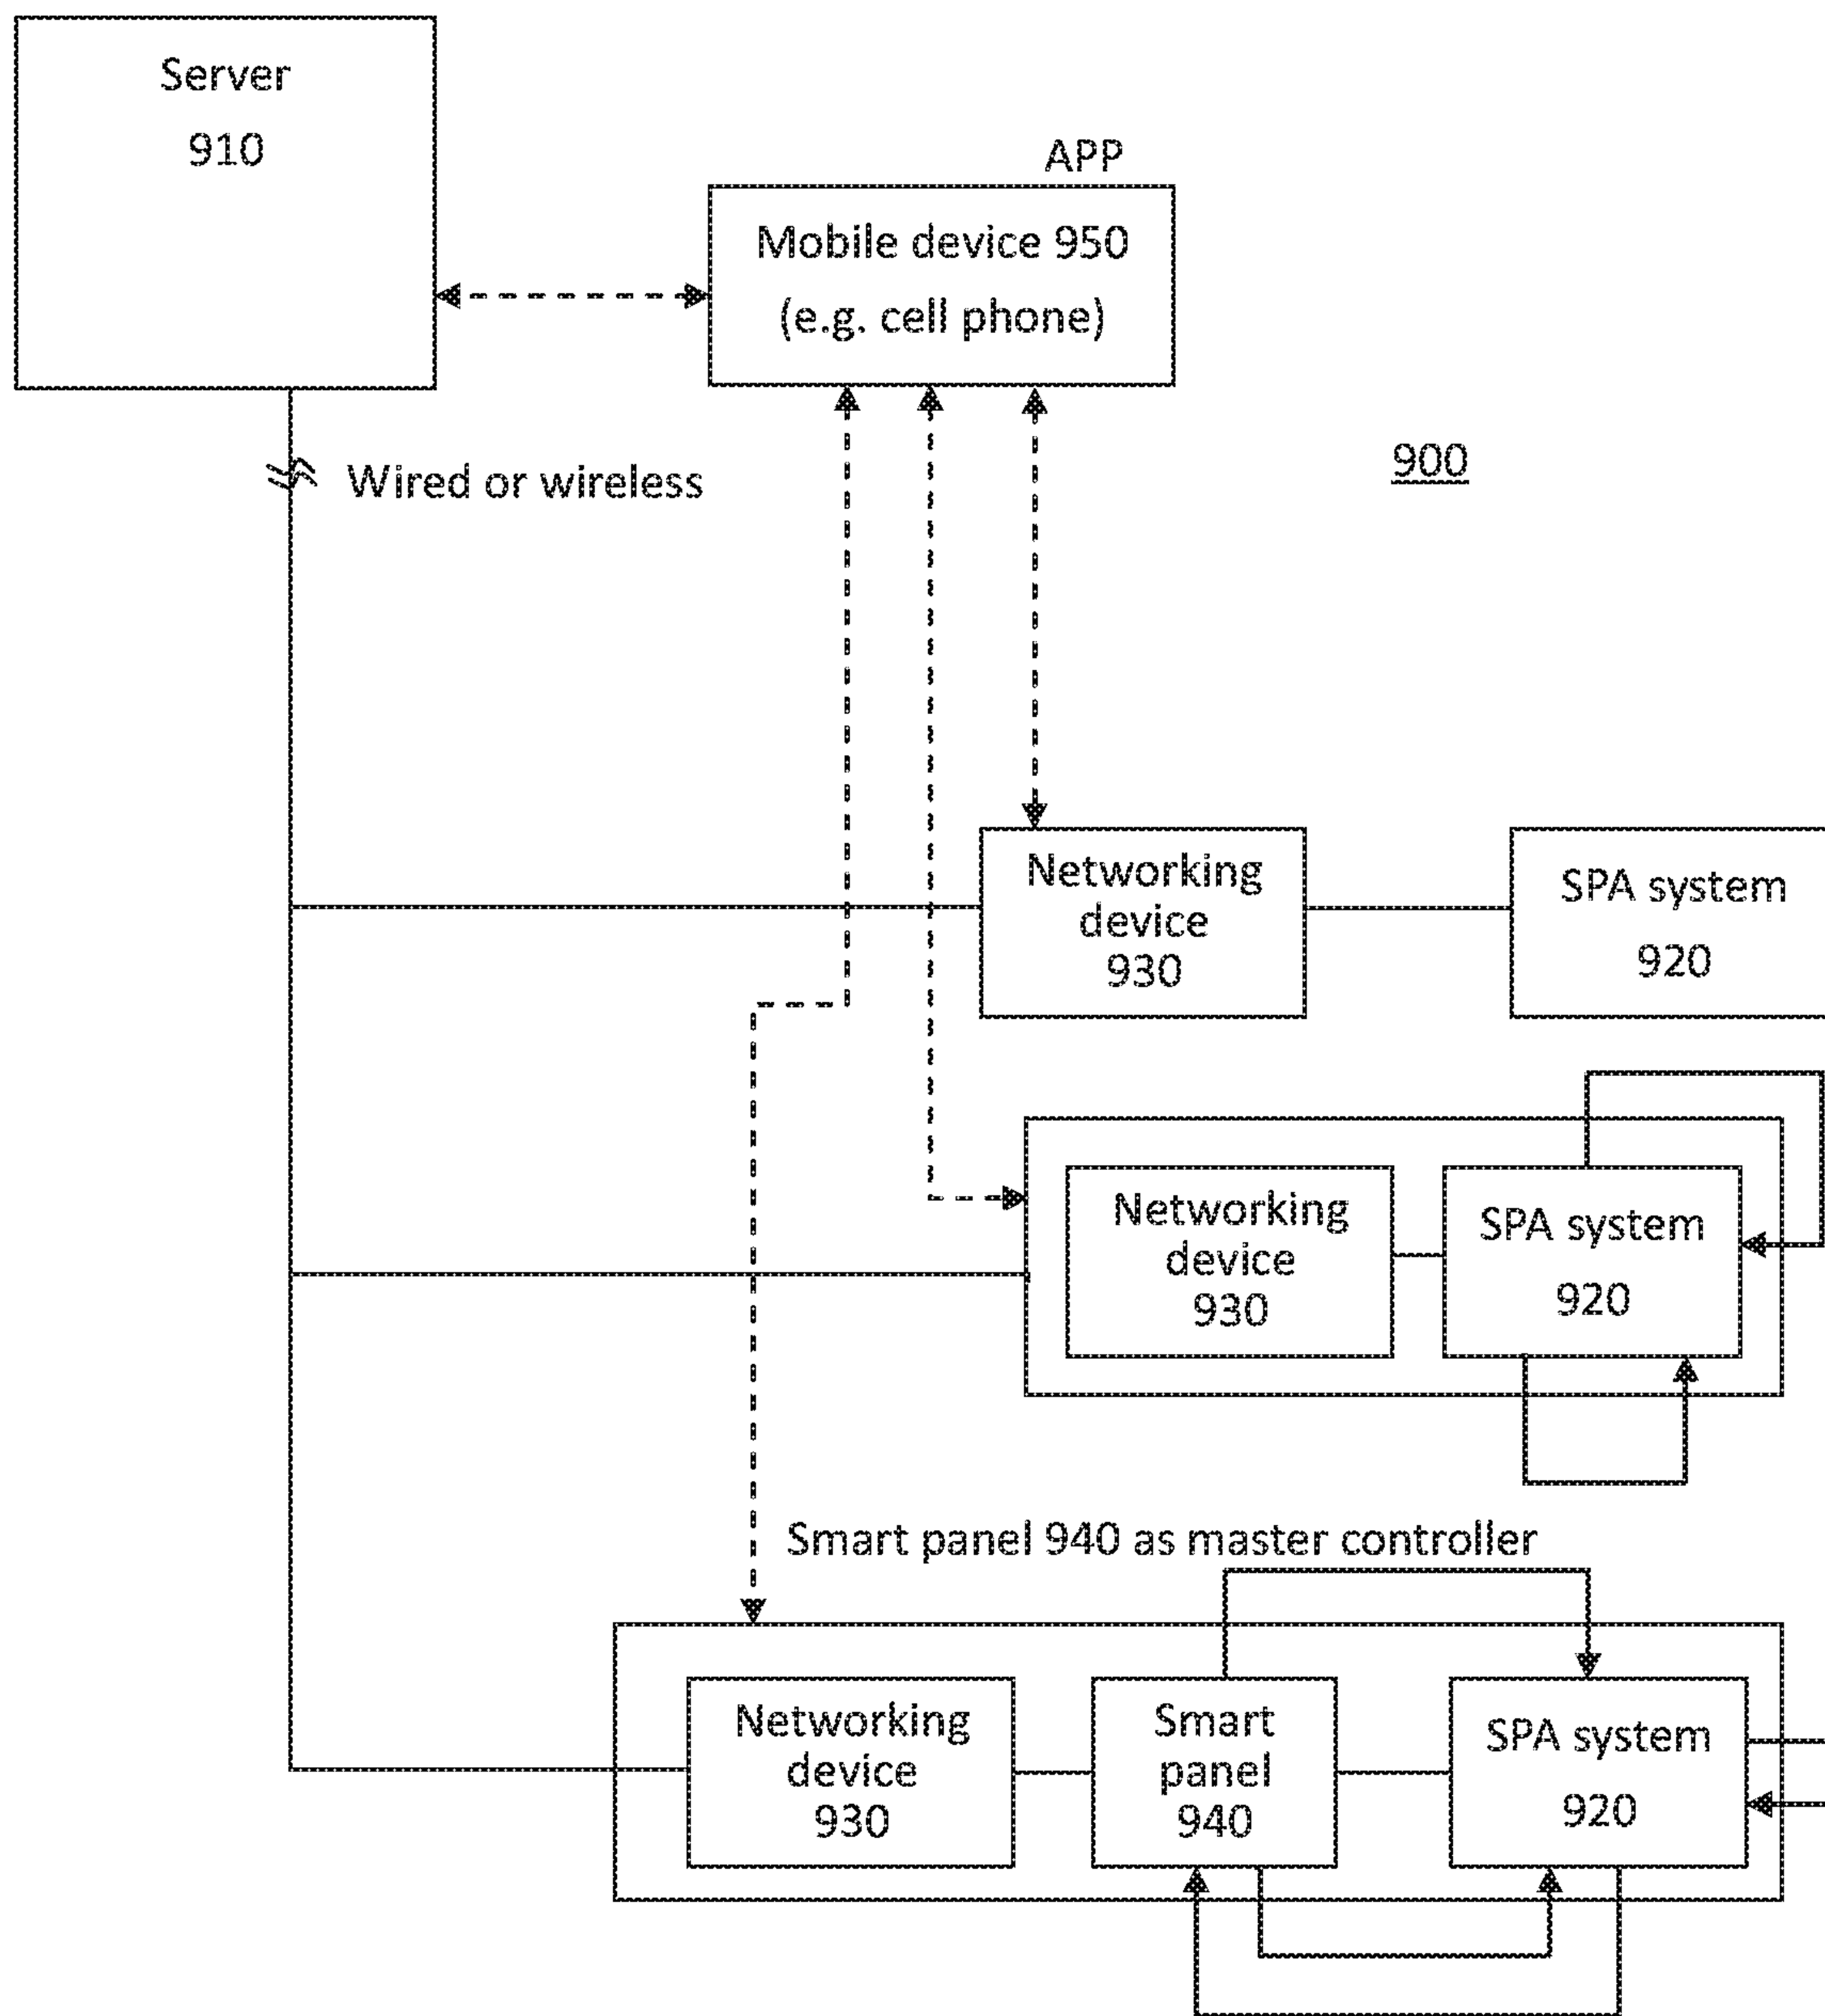 Server
910
APP
Mobile device 950
(e.g. cell phone)
900
Wired or wireless
Networking
device
930
SPA system
920
Networking
device
930
SPA system
920
Smart panel 940 as master controller
Networking
device
930
Smart
panel
940
SPA system
920